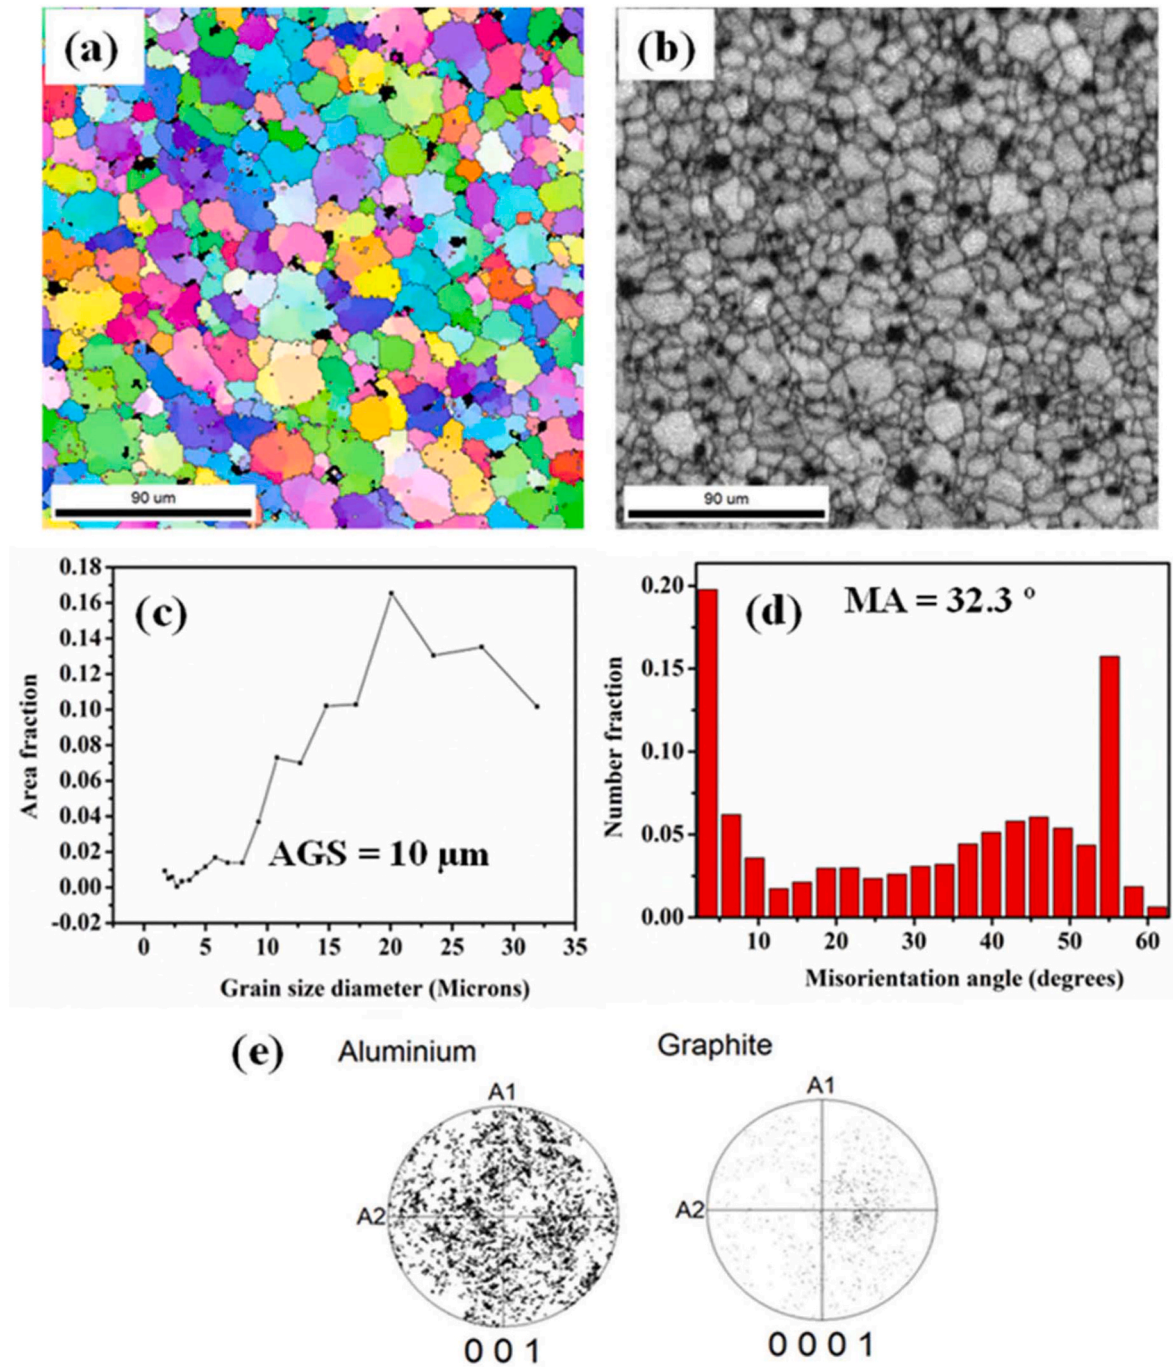 (a)
(b)
90 um
90 um
(c)
0.18
0.16
0.14
0.12
0.10
0.08
0.06
0.04
0.02
0.00
-0.02
Area fraction
AGS = 10 μm
0 5 10 15 20 25 30 35
Grain size diameter (Microns)
(d)
MA = 32.3 °
0.20
0.15
0.10
0.05
0.00
Number fraction
10 20 30 40 50 60
Misorientation angle (degrees)
(e)
Aluminium
Graphite
A1
A1
A2
A2
0 0 1
0 0 0 1